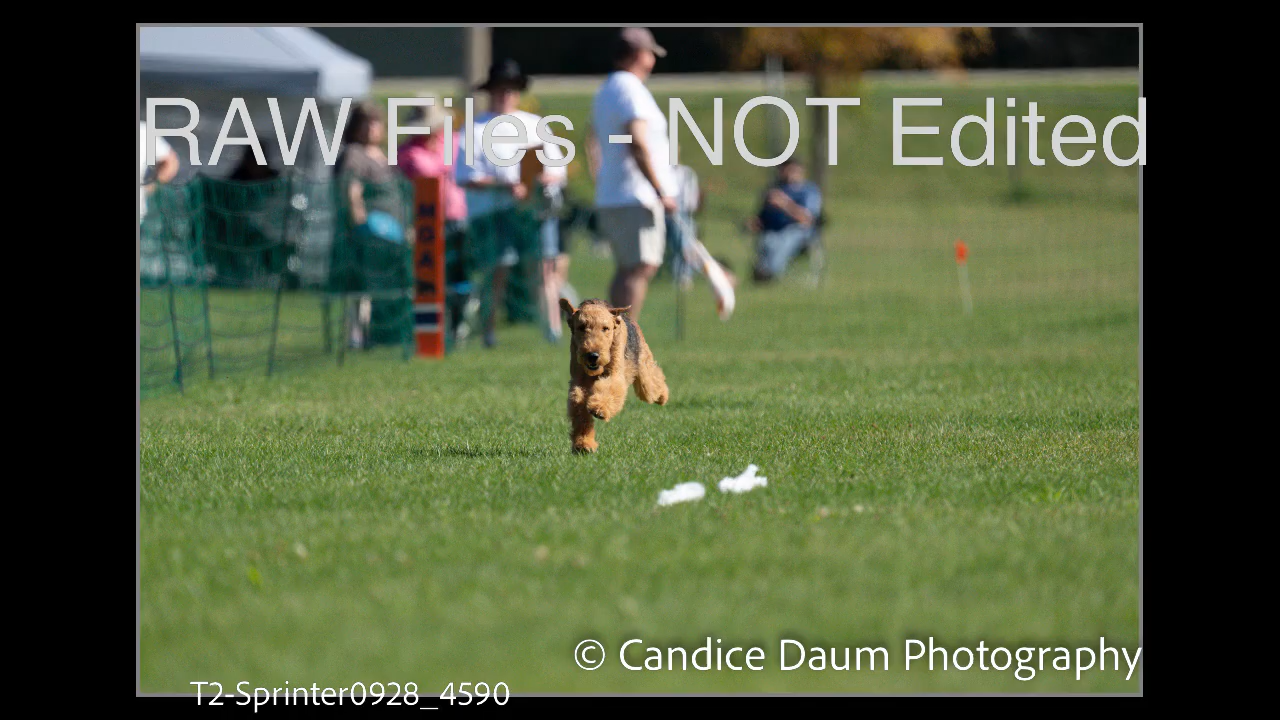 RAW Files - NOT Edited
© Candice Daum Photography
T2-Sprinter0928_4590